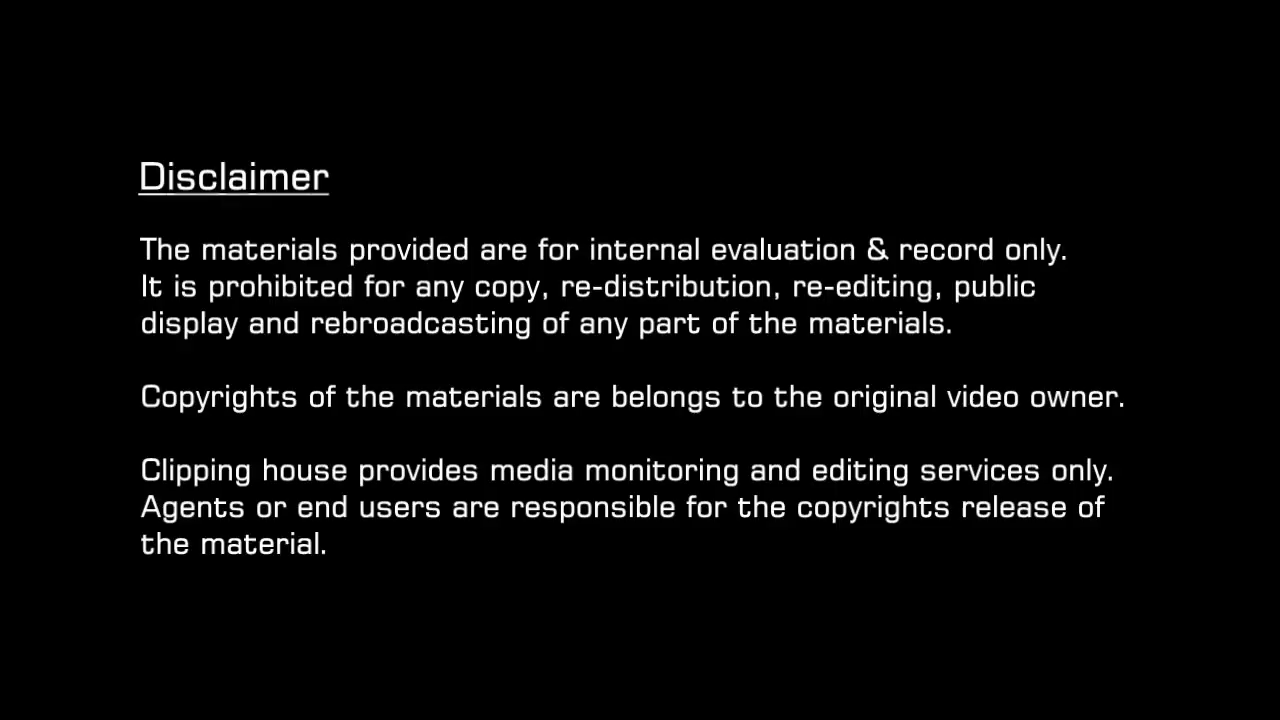 Disclaimer
The materials provided are for internal evaluation & record only.
It is prohibited for any copy, re-distribution, re-editing, public
display and rebroadcasting of any part of the materials.
Copyrights of the materials are belongs to the original video owner.
Clipping house provides media monitoring and editing services only.
Agents or end users are responsible for the copyrights release of
the material.